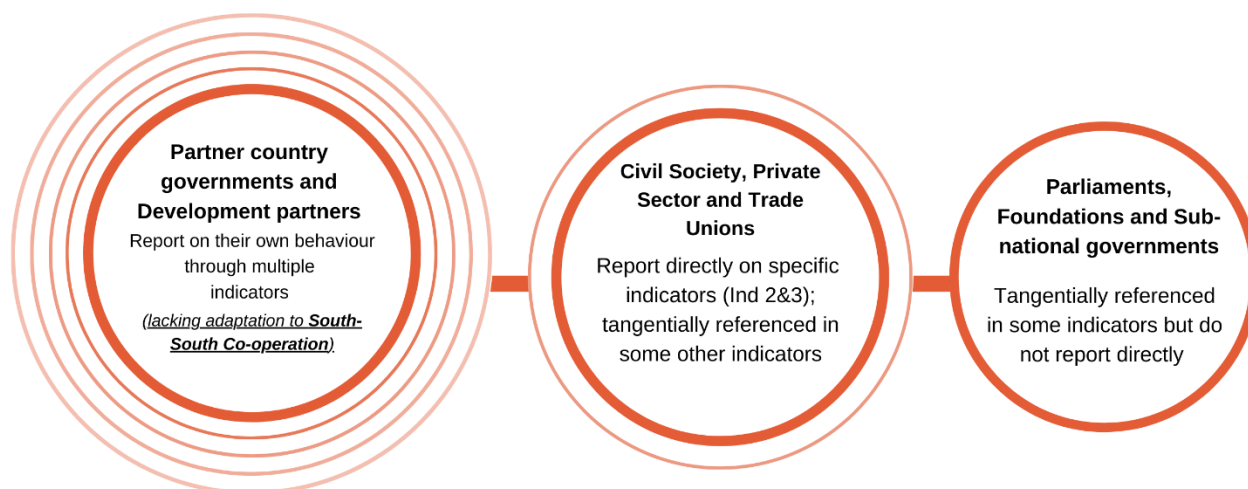 Partner country
governments and
Development partners
Report on their own behaviour
through multiple
indicators
(lacking adaptation to South-
South Co-operation)
Civil Society, Private
Sector and Trade
Unions
Report directly on specific
indicators (Ind 2&3);
tangentially referenced in
some other indicators
Parliaments,
Foundations and Sub-
national governments
Tangentially referenced
in some indicators but do
not report directly